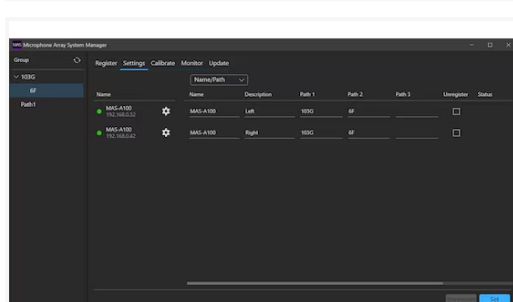 MAS Microphone Array System Manager
Group
Register Settings Calibrate Monitor Update
103G
6F
Path1
Name/Path
Name Name Description Path 1 Path 2 Path 3 Unregister Status
MAS-A100 MAS-A100 Left 103G 6F
192.168.0.52
MAS-A100 MAS-A100 Right 103G 6F
192.168.0.42
Set